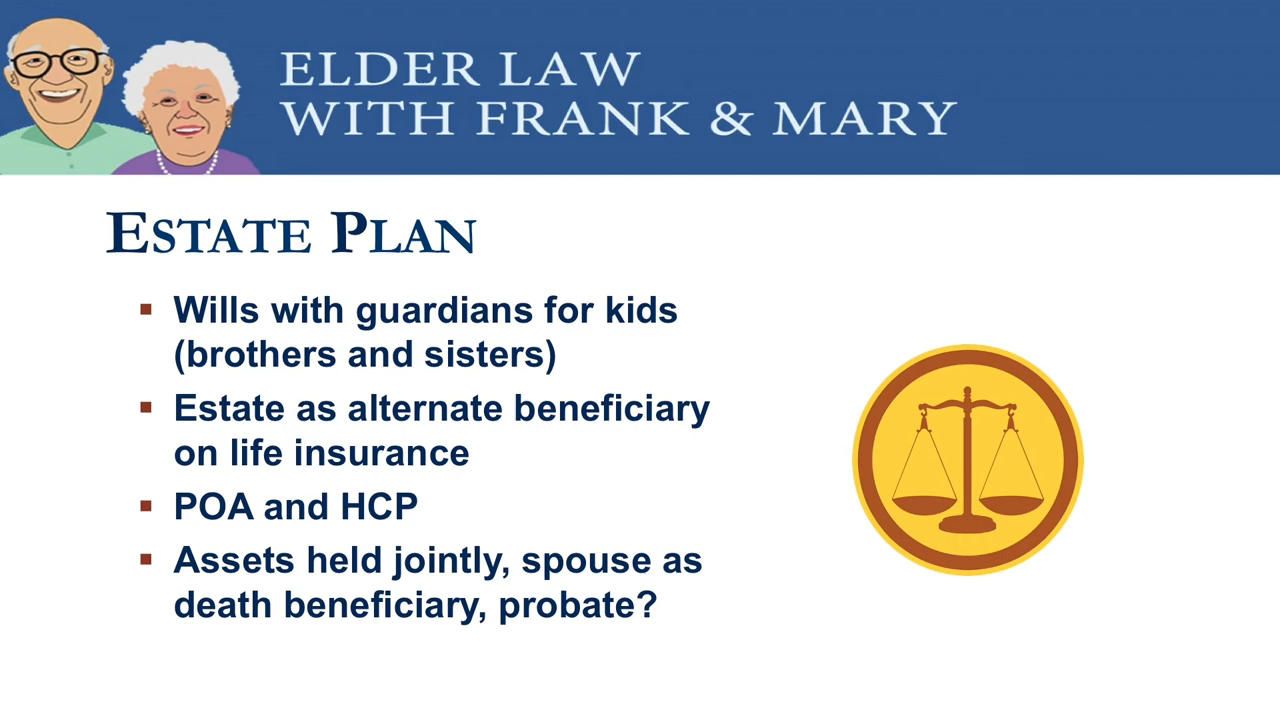 ELDER LAW
WITH FRANK & MARY
ESTATE PLAN
▪ Wills with guardians for kids
(brothers and sisters)
▪ Estate as alternate beneficiary
on life insurance
▪ POA and HCP
▪ Assets held jointly, spouse as
death beneficiary, probate?